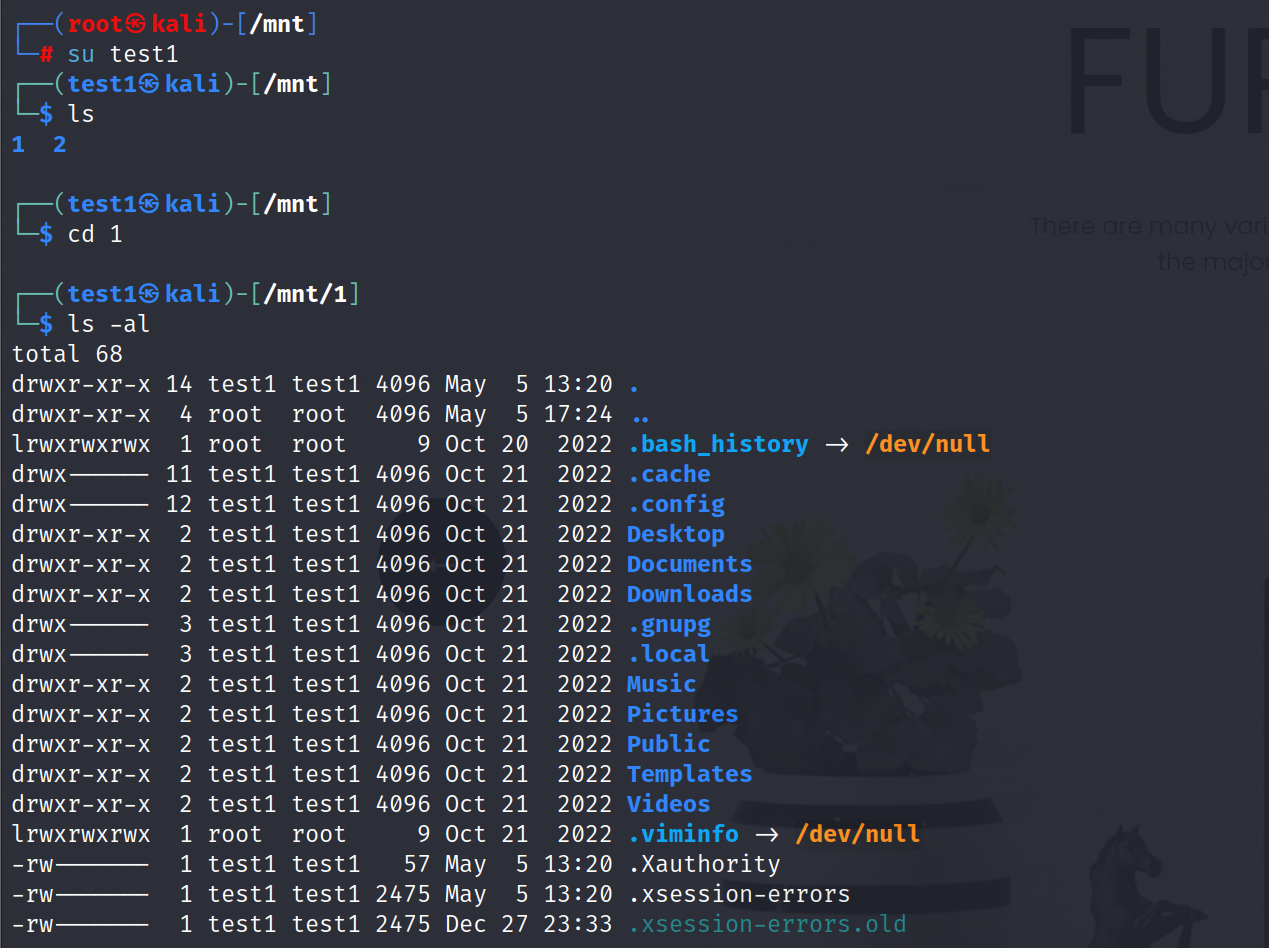 ┌──(root㉿kali)-[/mnt]
└─# su test1
┌──(test1㉿kali)-[/mnt]
└─$ ls
1  2
┌──(test1㉿kali)-[/mnt]
└─$ cd 1
┌──(test1㉿kali)-[/mnt/1]
└─$ ls -al
total 68
drwxr-xr-x 14 test1 test1 4096 May  5 13:20 .
drwxr-xr-x  4 root  root  4096 May  5 17:24 ..
lrwxrwxrwx  1 root  root     9 Oct 20  2022 .bash_history -> /dev/null
drwx------ 11 test1 test1 4096 Oct 21  2022 .cache
drwx------ 12 test1 test1 4096 Oct 21  2022 .config
drwxr-xr-x  2 test1 test1 4096 Oct 21  2022 Desktop
drwxr-xr-x  2 test1 test1 4096 Oct 21  2022 Documents
drwxr-xr-x  2 test1 test1 4096 Oct 21  2022 Downloads
drwx------  3 test1 test1 4096 Oct 21  2022 .gnupg
drwx------  3 test1 test1 4096 Oct 21  2022 .local
drwxr-xr-x  2 test1 test1 4096 Oct 21  2022 Music
drwxr-xr-x  2 test1 test1 4096 Oct 21  2022 Pictures
drwxr-xr-x  2 test1 test1 4096 Oct 21  2022 Public
drwxr-xr-x  2 test1 test1 4096 Oct 21  2022 Templates
drwxr-xr-x  2 test1 test1 4096 Oct 21  2022 Videos
lrwxrwxrwx  1 root  root     9 Oct 21  2022 .viminfo -> /dev/null
-rw-------  1 test1 test1   57 May  5 13:20 .Xauthority
-rw-------  1 test1 test1 2475 May  5 13:20 .xsession-errors
-rw-------  1 test1 test1 2475 Dec 27 23:33 .xsession-errors.old
FUR
There are many vari
the major